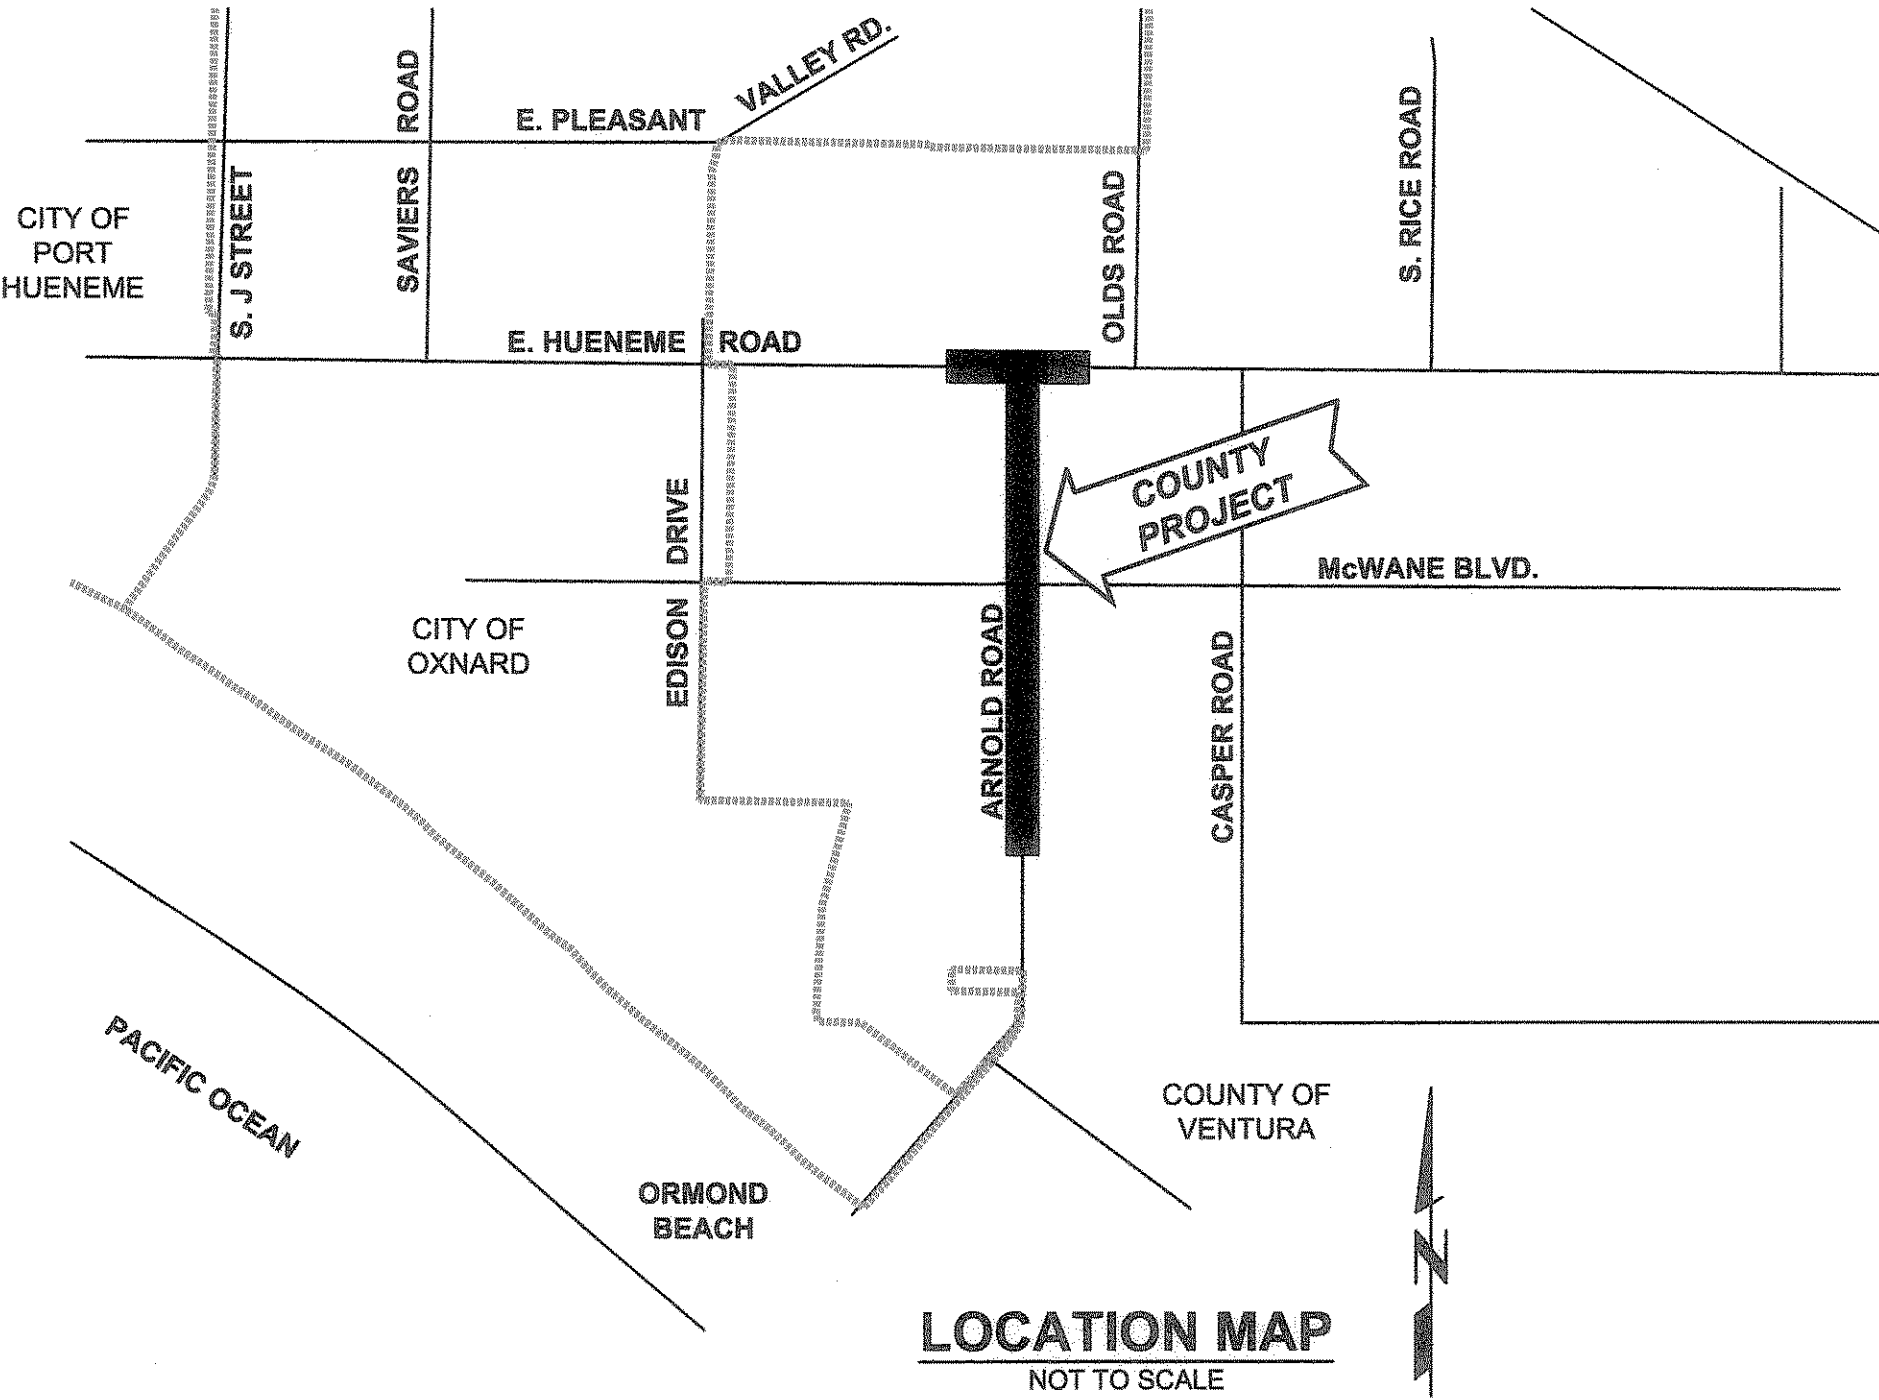 VALLEY RD.
E. PLEASANT
SAVIERS ROAD
CITY OF
PORT
HUENEME
S. J STREET
OLDS ROAD
S. RICE ROAD
E. HUENEME ROAD
COUNTY
PROJECT
EDISON DRIVE
McWANE BLVD.
CITY OF
OXNARD
ARNOLD ROAD
CASPER ROAD
PACIFIC OCEAN
COUNTY OF
VENTURA
ORMOND
BEACH
N
LOCATION MAP
NOT TO SCALE